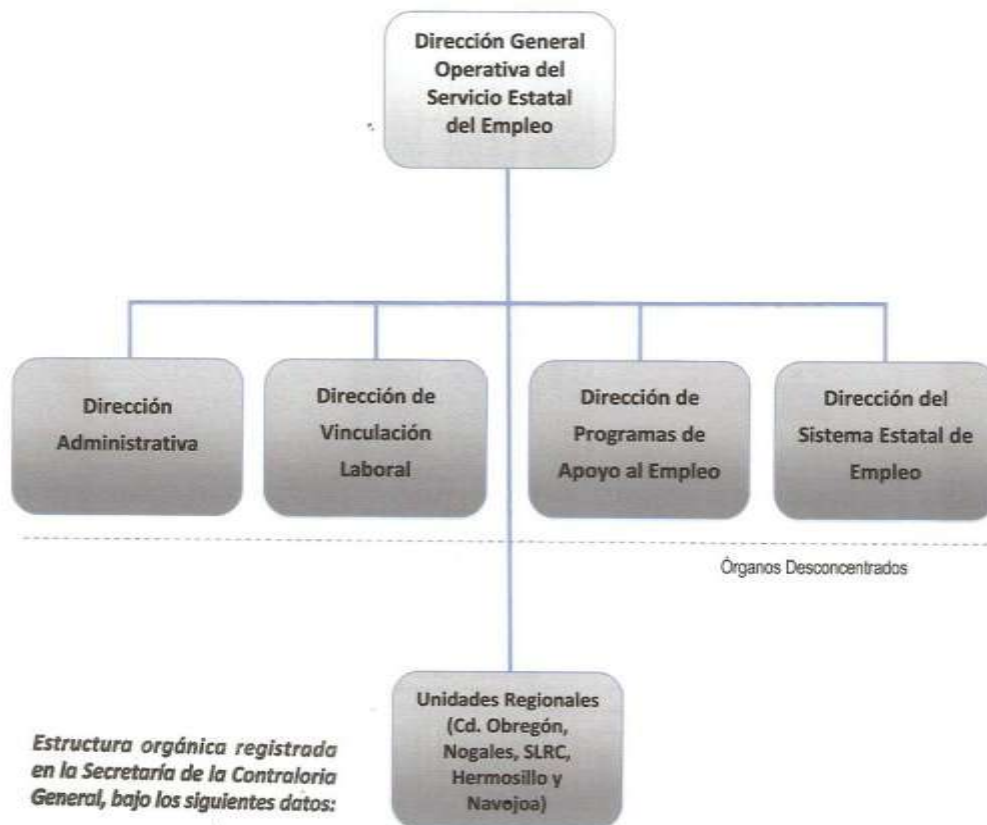 Dirección General
Operativa del
Servicio Estatal
del Empleo
Dirección
Administrativa
Dirección de
Vinculación
Laboral
Dirección de
Programas de
Apoyo al Empleo
Dirección del
Sistema Estatal de
Empleo
Órganos Desconcentrados
Unidades Regionales
(Cd. Obregón,
Nogales, SLRC,
Hermosillo y
Navojoa)
Estructura orgánica registrada
en la Secretaría de la Contraloria
General, bajo los siguientes datos: